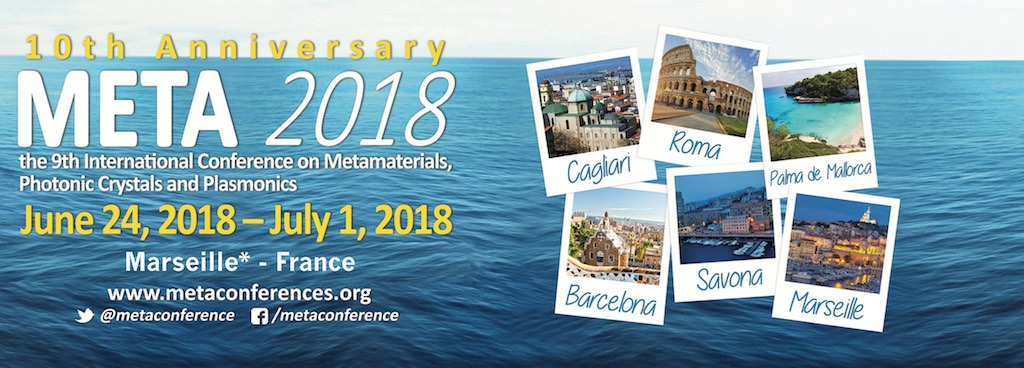 10th Anniversary
META 2018
the 9th International Conference on Metamaterials,
Photonic Crystals and Plasmonics
June 24, 2018 – July 1, 2018
Marseille* - France
www.metaconferences.org
@metaconference /metaconference
Cagliari
Roma
Palma de Mallorca
Barcelona
Savona
Marseille